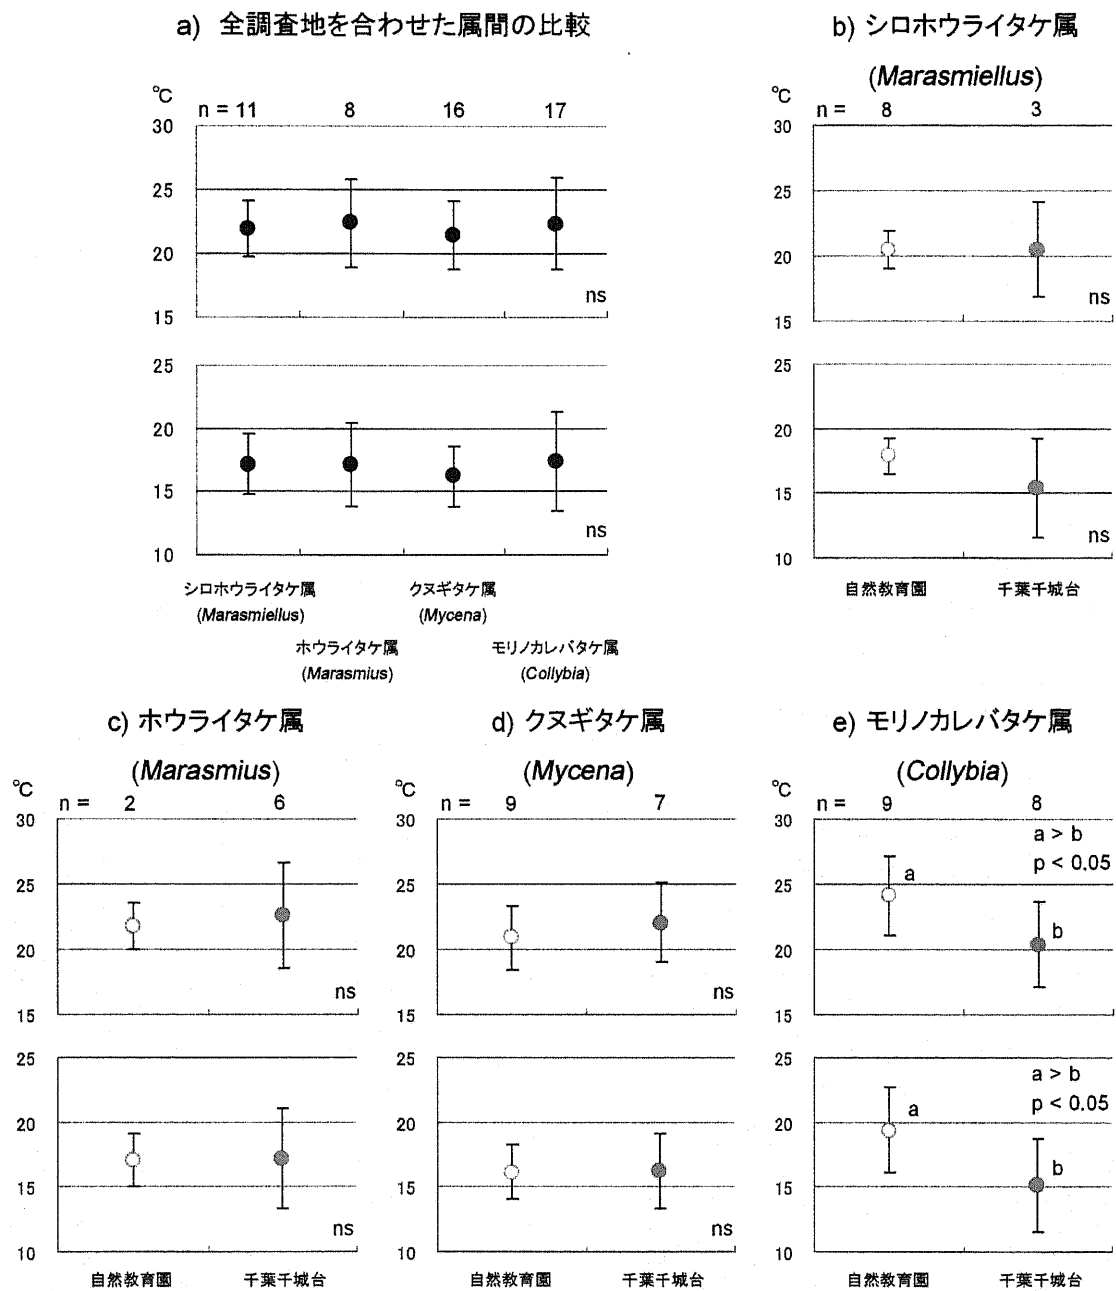 a) 全調査地を合わせた属間の比較
℃
n = 11 8 16 17
30
25
20
15
ns
25
20
15
10
ns
シロホウライタケ属
(Marasmiellus)
クヌギタケ属
(Mycena)
ホウライタケ属
(Marasmius)
モリノカレバタケ属
(Collybia)
b) シロホウライタケ属
(Marasmiellus)
℃
n = 8 3
30
25
20
15
ns
25
20
15
10
ns
自然教育園 千葉千城台
c) ホウライタケ属
(Marasmius)
℃
n = 2 6
30
25
20
15
ns
25
20
15
10
ns
自然教育園 千葉千城台
d) クヌギタケ属
(Mycena)
℃
n = 9 7
30
25
20
15
ns
25
20
15
10
ns
自然教育園 千葉千城台
e) モリノカレバタケ属
(Collybia)
℃
n = 9 8
30
25
20
15
a > b
p < 0.05
a
b
25
20
15
10
a > b
p < 0.05
a
b
自然教育園 千葉千城台